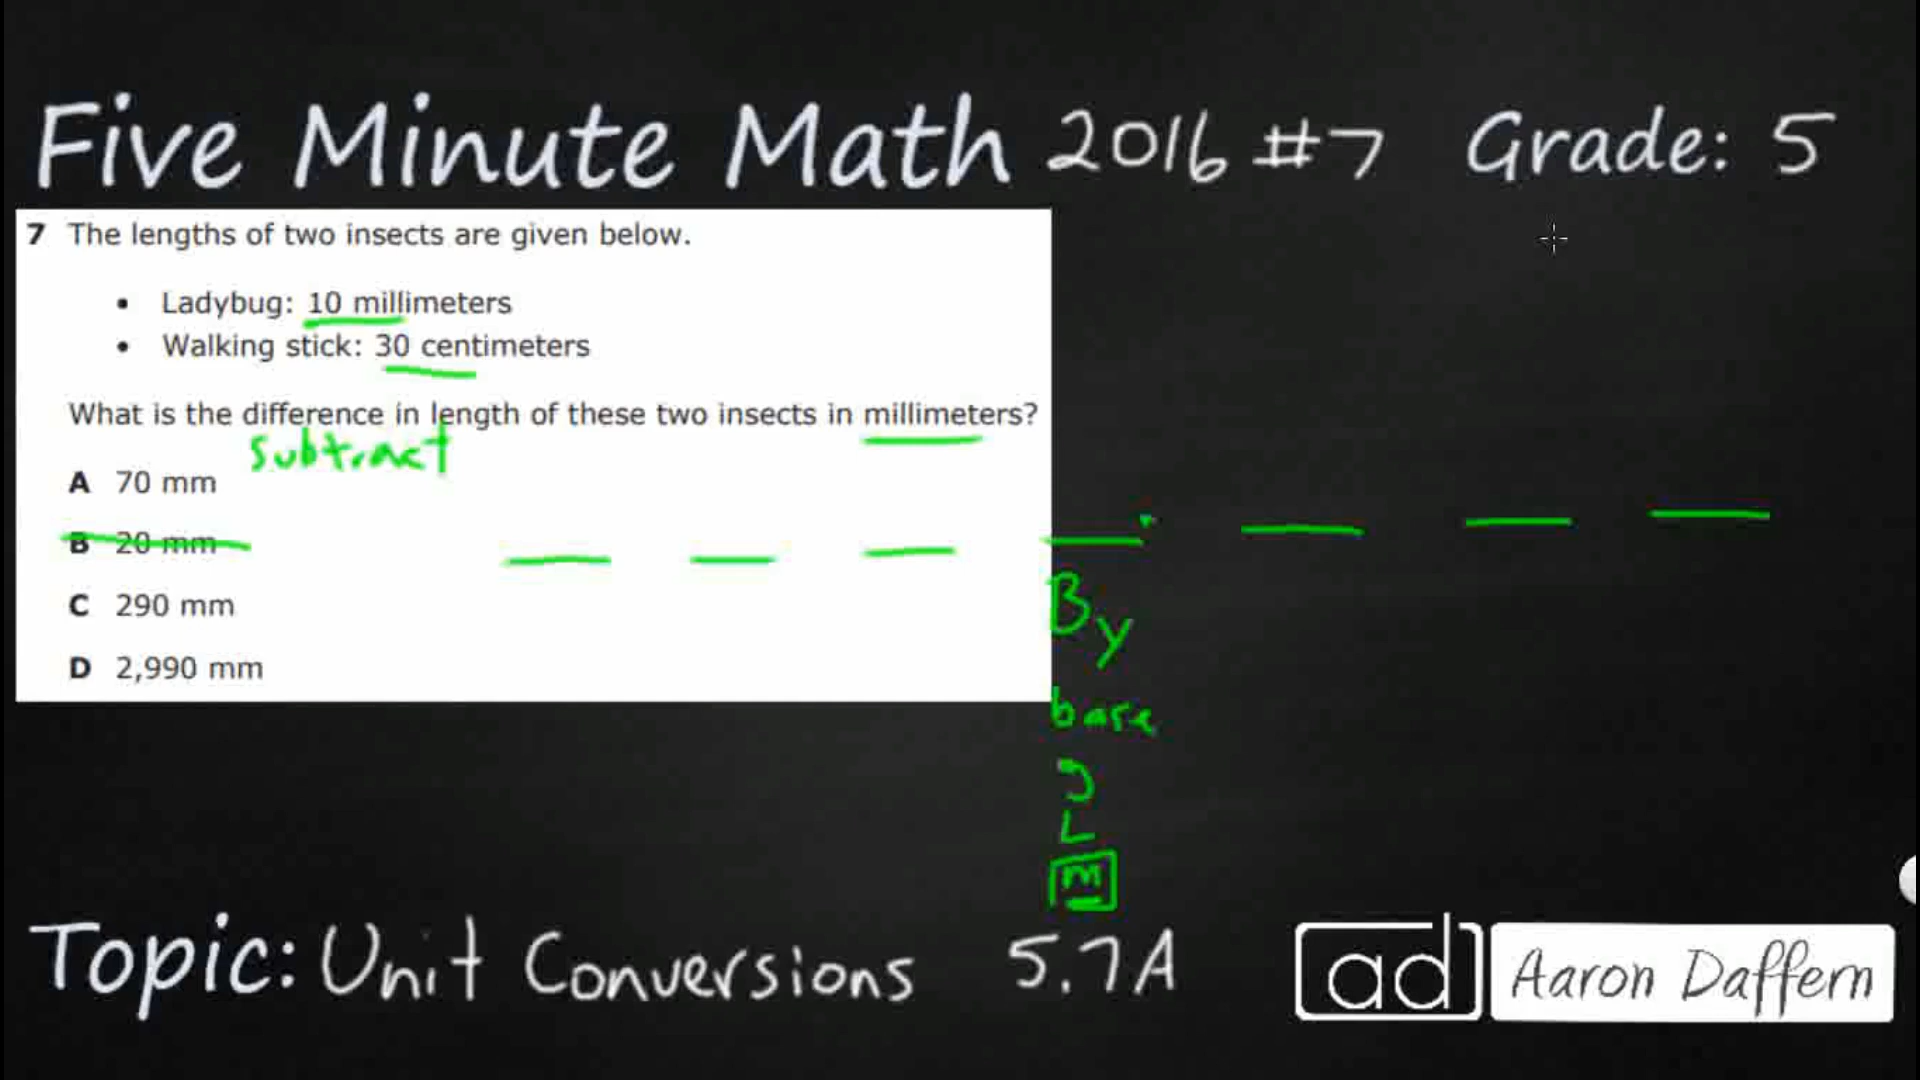 Five Minute Math 2016 #7 Grade: 5
7 The lengths of two insects are given below.
• Ladybug: 10 millimeters
• Walking stick: 30 centimeters
What is the difference in length of these two insects in millimeters?
subtract
A 70 mm
B 20 mm
C 290 mm
D 2,990 mm
By
base
g
L
m
Topic: Unit Conversions 5.7A
ad Aaron Daffern